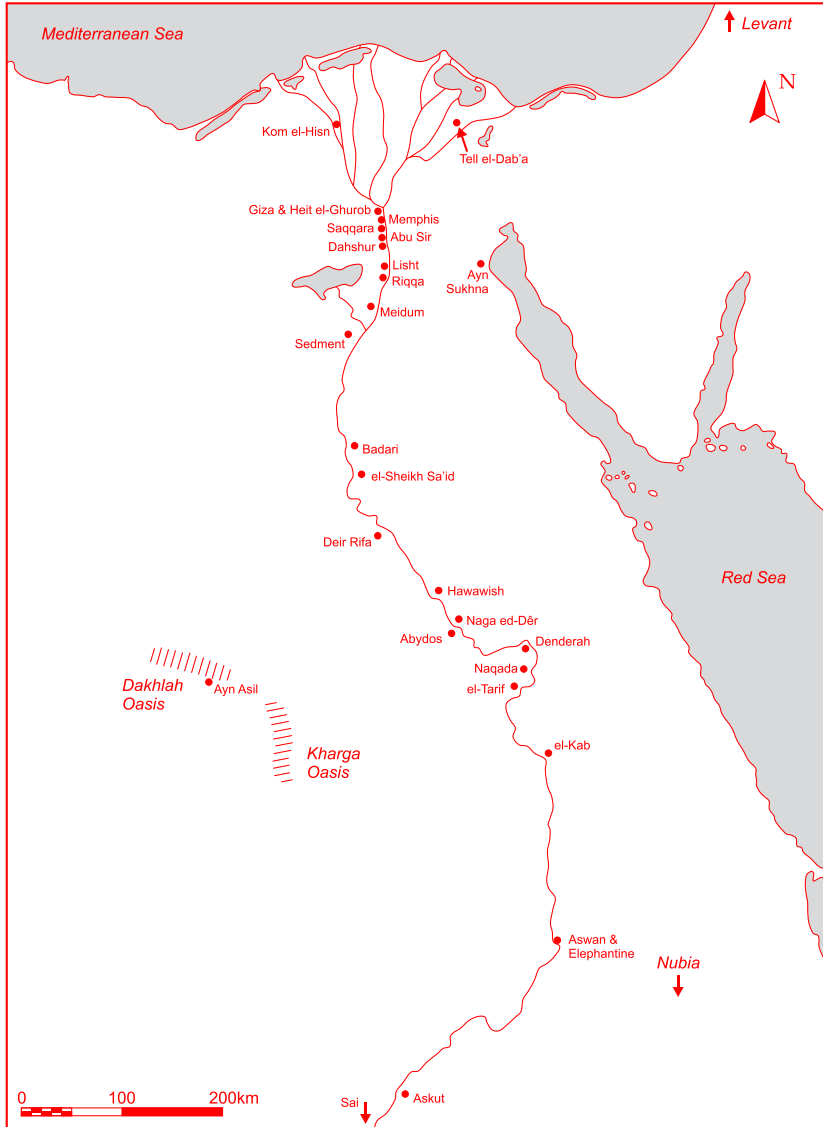 Levant
Mediterranean Sea
N
Kom el-Hisn
Tell el-Dab'a
Giza & Heit el-Ghurob
Memphis
Saqqara
Abu Sir
Dahshur
Lisht
Riqqa
Ayn
Sukhna
Meidum
Sedment
Badari
el-Sheikh Sa'id
Deir Rifa
Red Sea
Hawawish
Naga ed-Dêr
Abydos
Denderah
Naqada
el-Tarif
Dakhlah
Oasis
Ayn Asil
Kharga
Oasis
el-Kab
Aswan &
Elephantine
Nubia
0 100 200km
Sai
Askut